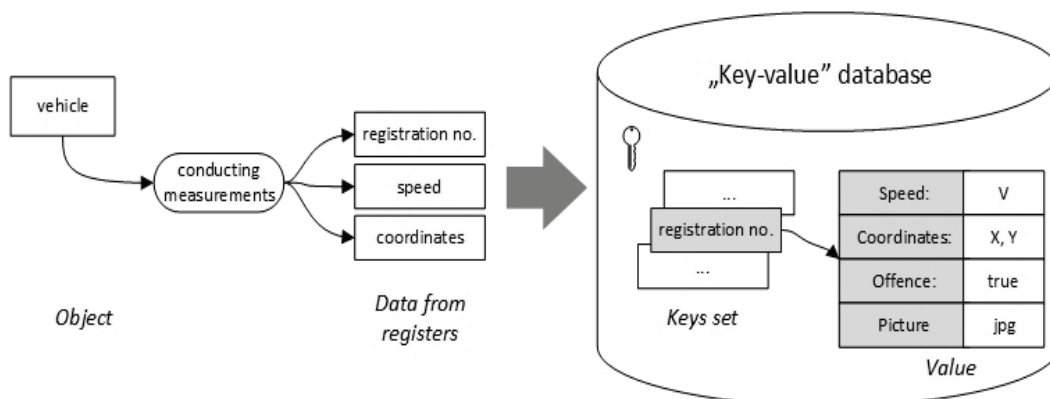 vehicle
conducting
measurements
registration no.
speed
coordinates
Object
Data from
registers
„Key-value” database
...
registration no.
...
Keys set
Speed: V
Coordinates: X, Y
Offence: true
Picture jpg
Value